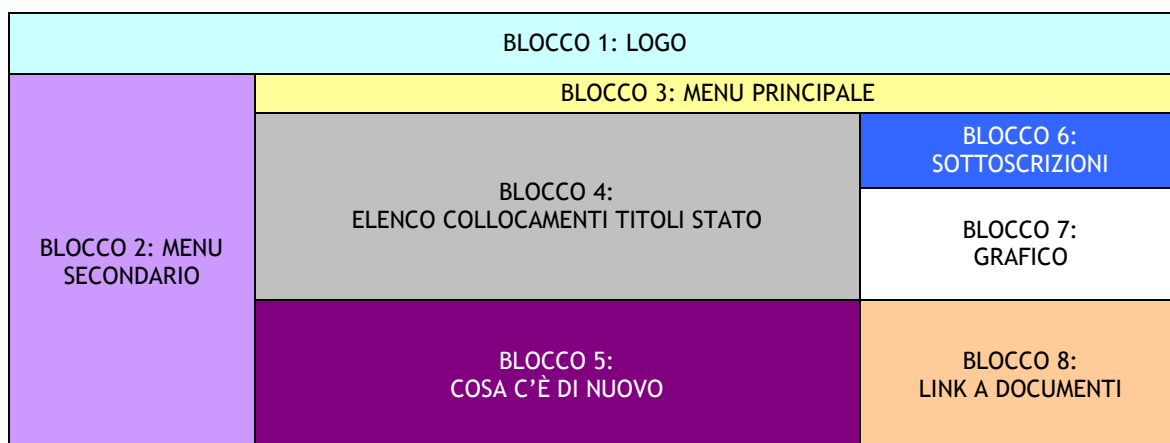 BLOCCO 1: LOGO
BLOCCO 2: MENU
SECONDARIO
BLOCCO 3: MENU PRINCIPALE
BLOCCO 4:
ELENCO COLLOCAMENTI TITOLI STATO
BLOCCO 5:
COSA C’È DI NUOVO
BLOCCO 6:
SOTTOSCRIZIONI
BLOCCO 7:
GRAFICO
BLOCCO 8:
LINK A DOCUMENTI